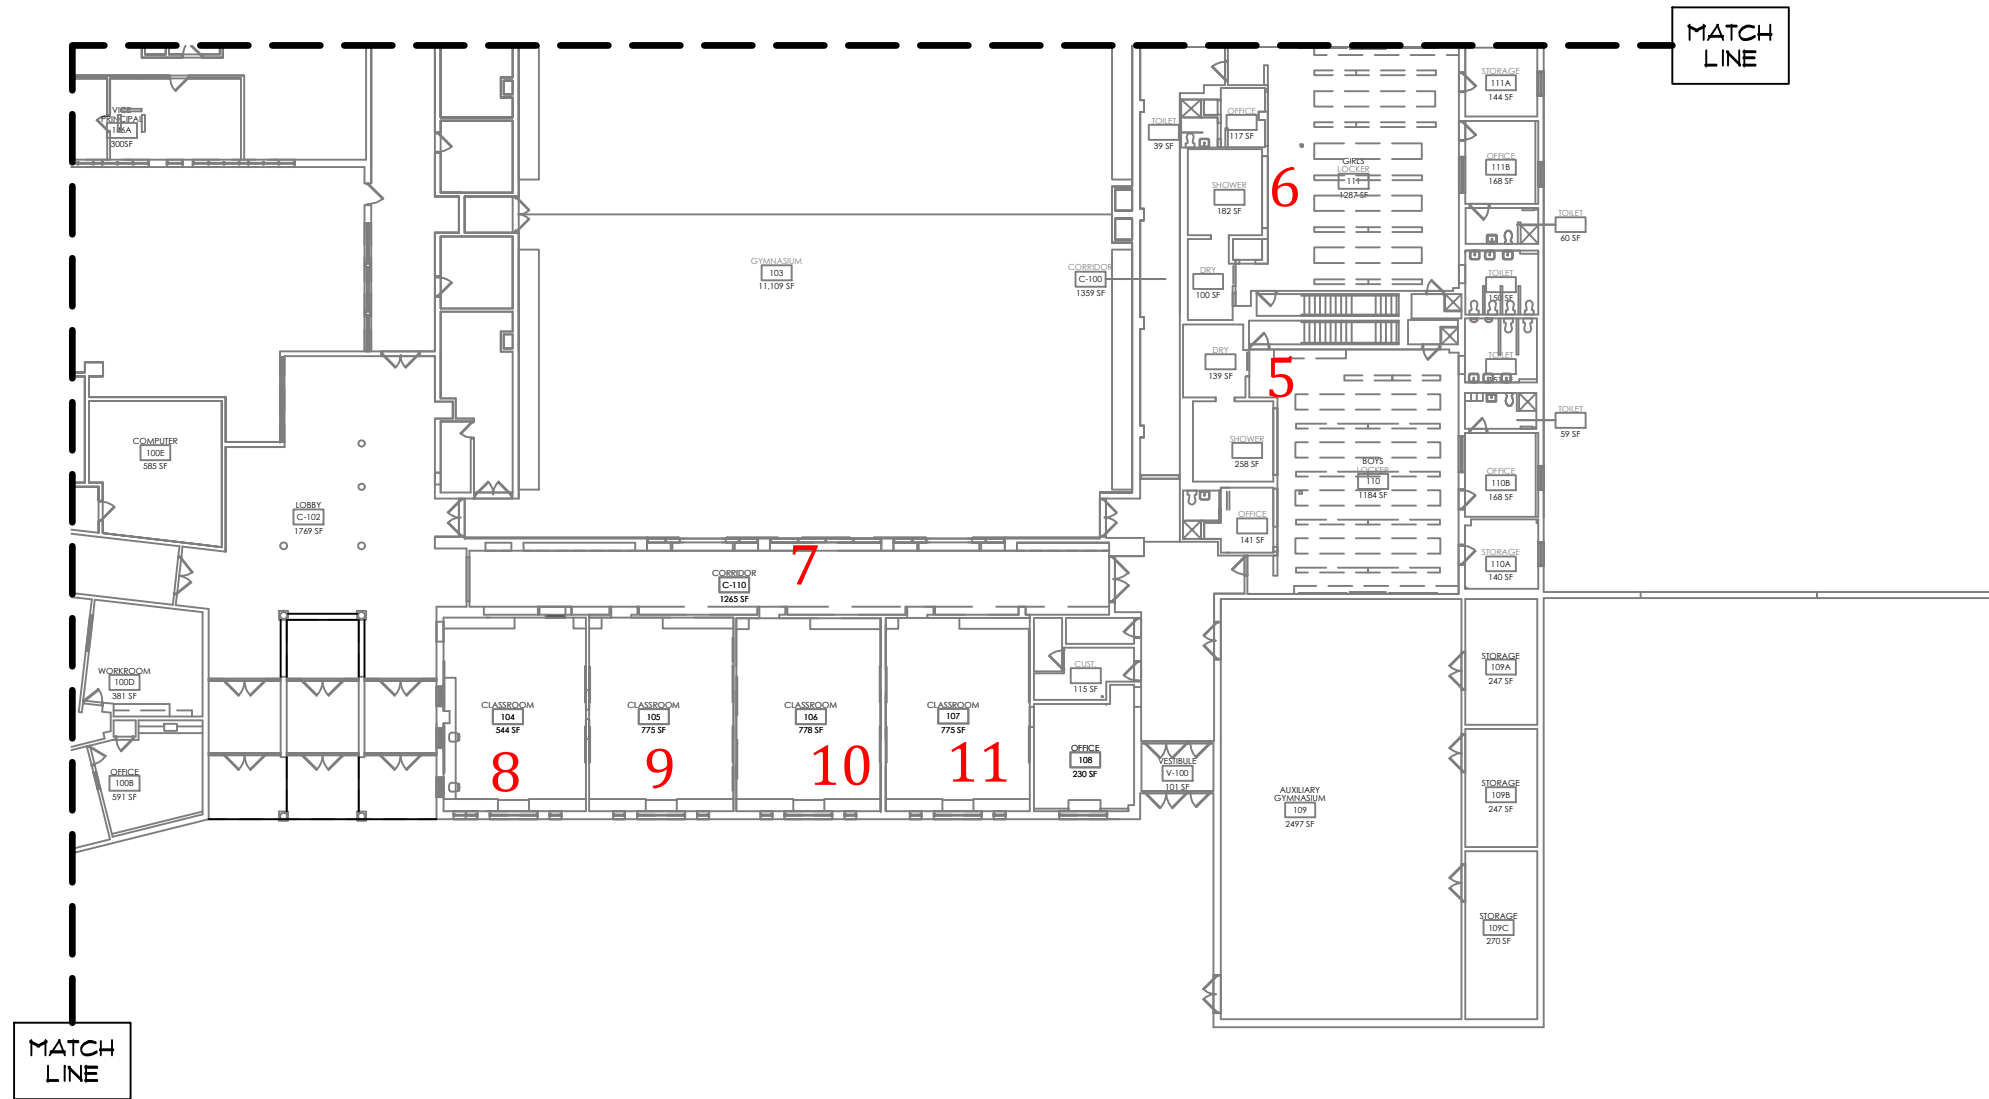 MATCH
LINE
VICE
PRINCIPAL
146A
300SF
STORAGE
111A
144 SF
OFFICE
117 SF
TOILET
39 SF
OFFICE
111B
168 SF
GIRLS
LOCKER
111
1287 SF
6
SHOWER
182 SF
TOILET
60 SF
GYMNASIUM
103
11,109 SF
CORRIDOR
C-100
1359 SF
DRY
100 SF
TOILET
150 SF
DRY
139 SF
5
TOILET
TOILET
59 SF
COMPUTER
100E
585 SF
SHOWER
258 SF
BOYS
LOCKER
110
1184 SF
OFFICE
110B
168 SF
LOBBY
C-102
1769 SF
OFFICE
141 SF
STORAGE
110A
140 SF
7
CORRIDOR
C-110
1265 SF
WORKROOM
100D
381 SF
CUST.
115 SF
STORAGE
109A
247 SF
CLASSROOM
104
544 SF
8
CLASSROOM
105
775 SF
9
CLASSROOM
106
778 SF
10
CLASSROOM
107
775 SF
11
OFFICE
108
230 SF
VESTIBULE
V-100
101 SF
OFFICE
100B
591 SF
AUXILIARY
GYMNASIUM
109
2497 SF
STORAGE
109B
247 SF
STORAGE
109C
270 SF
MATCH
LINE